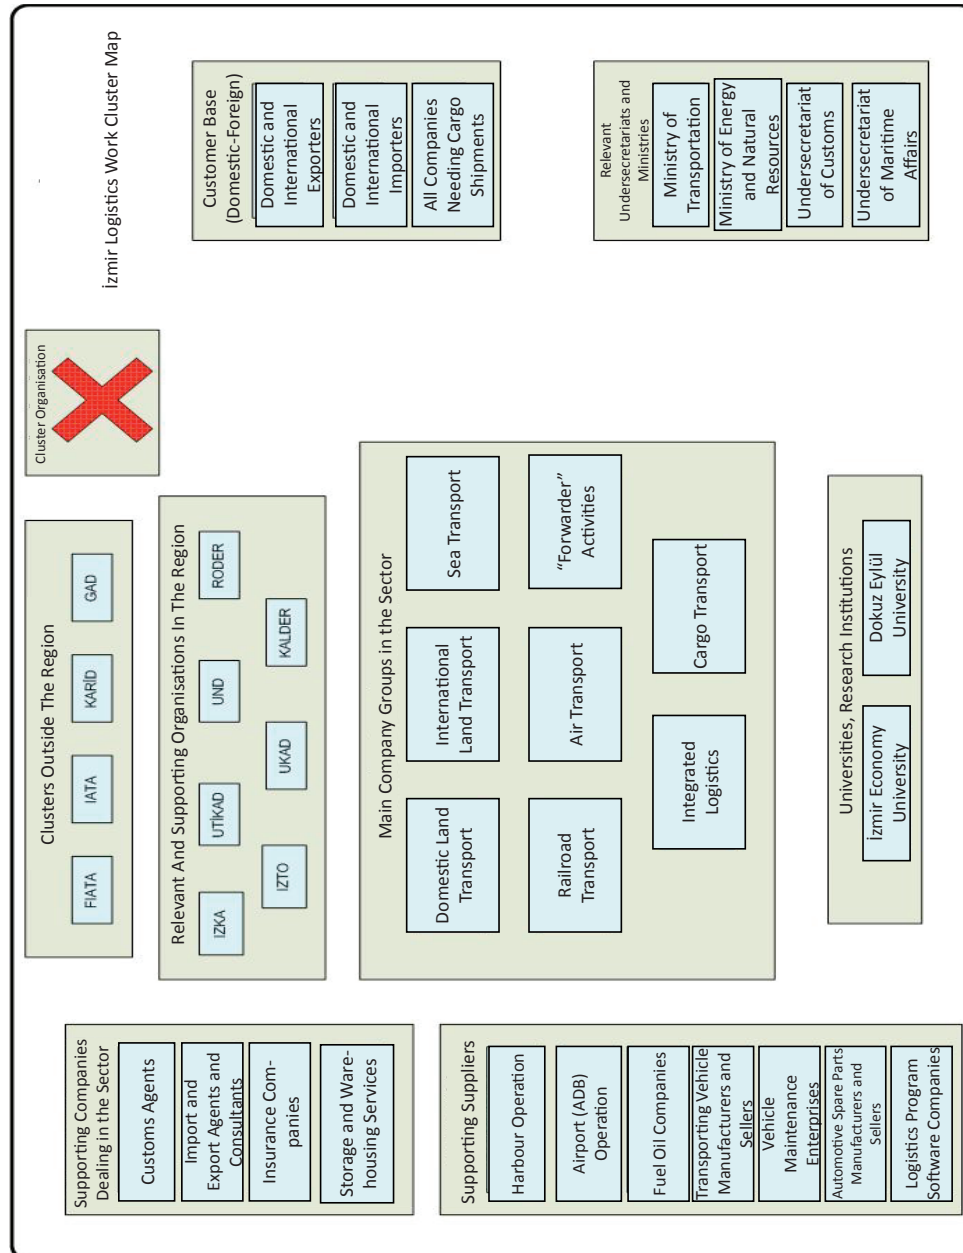 İzmir Logistics Work Cluster Map
Supporting Companies
Dealing in the Sector
Customs Agents
Import and
Export Agents and
Consultants
Insurance Com-
panies
Storage and Ware-
housing Services
Supporting Suppliers
Harbour Operation
Airport (ADB)
Operation
Fuel Oil Companies
Transporting Vehicle
Manufacturers and
Sellers
Vehicle
Maintenance
Enterprises
Automotive Spare Parts
Manufacturers and
Sellers
Logistics Program
Software Companies
Clusters Outside The Region
FIATA
IATA
KARİD
GAD
Relevant And Supporting Organisations In The Region
IZKA
UTİKAD
UND
RODER
IZTO
UKAD
KALDER
Main Company Groups in the Sector
Domestic Land
Transport
International
Land Transport
Sea Transport
Railroad
Transport
Air Transport
“Forwarder”
Activities
Integrated
Logistics
Cargo Transport
Universities, Research Institutions
İzmir Economy
University
Dokuz Eylül
University
Cluster Organisation
Customer Base
(Domestic-Foreign)
Domestic and
International
Exporters
Domestic and
International
Importers
All Companies
Needing Cargo
Shipments
Relevant
Undersecretariats and
Ministries
Ministry of
Transportation
Ministry of Energy
and Natural
Resources
Undersecretariat
of Customs
Undersecretariat
of Maritime
Affairs